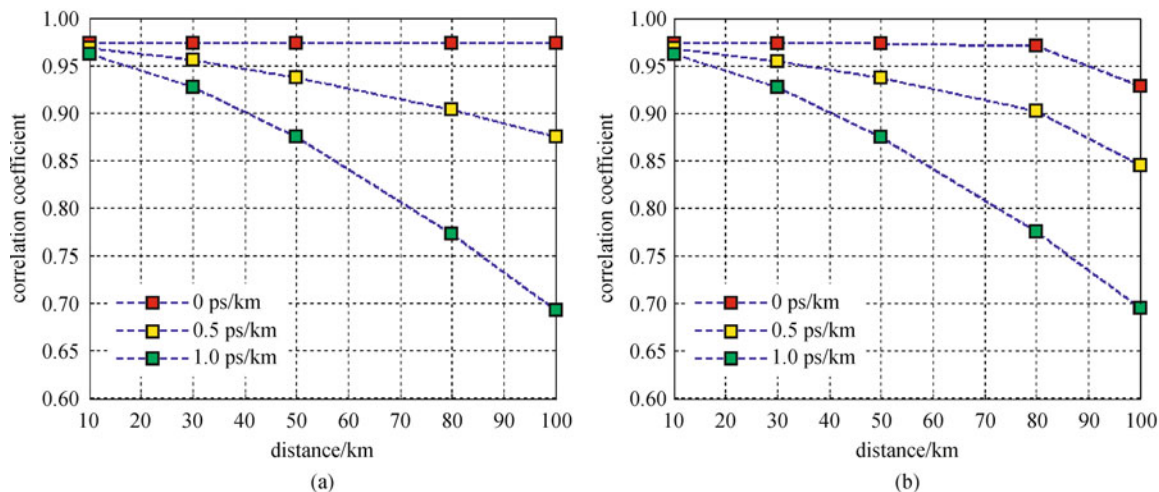 1.00
0.95
0.90
0.85
0.80
0.75
0.70
0.65
0.60
correlation coefficient
0 ps/km
0.5 ps/km
1.0 ps/km
10 20 30 40 50 60 70 80 90 100
distance/km
(a)
1.00
0.95
0.90
0.85
0.80
0.75
0.70
0.65
0.60
correlation coefficient
0 ps/km
0.5 ps/km
1.0 ps/km
10 20 30 40 50 60 70 80 90 100
distance/km
(b)